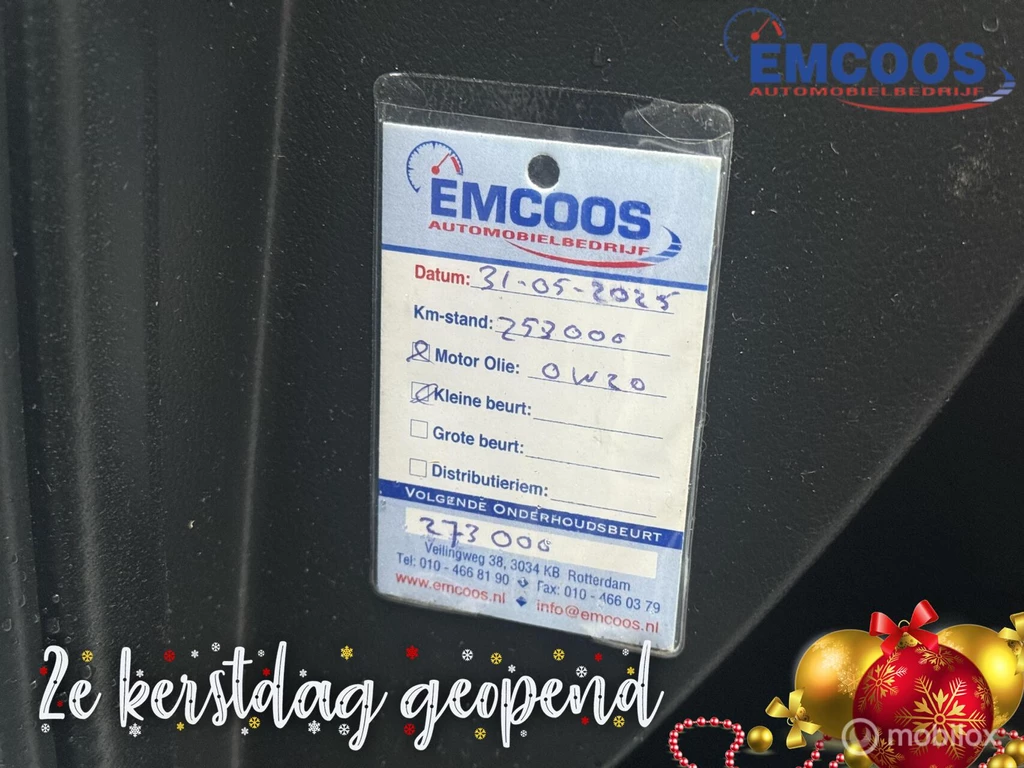 EMCOOS
AUTOMOBIELBEDRIJF
EMCOOS
AUTOMOBIELBEDRIJF
Datum: 31-05-2025
Km-stand: 253000
Motor Olie: 0W20
Kleine beurt:
Grote beurt:
Distributieriem:
VOLGENDE ONDERHOUDSBEURT
273000
Veilingweg 38, 3034 KB Rotterdam
Tel: 010 - 466 81 90 Fax: 010 - 466 03 79
www.emcoos.nl info@emcoos.nl
2e kerstdag geopend
mobilox